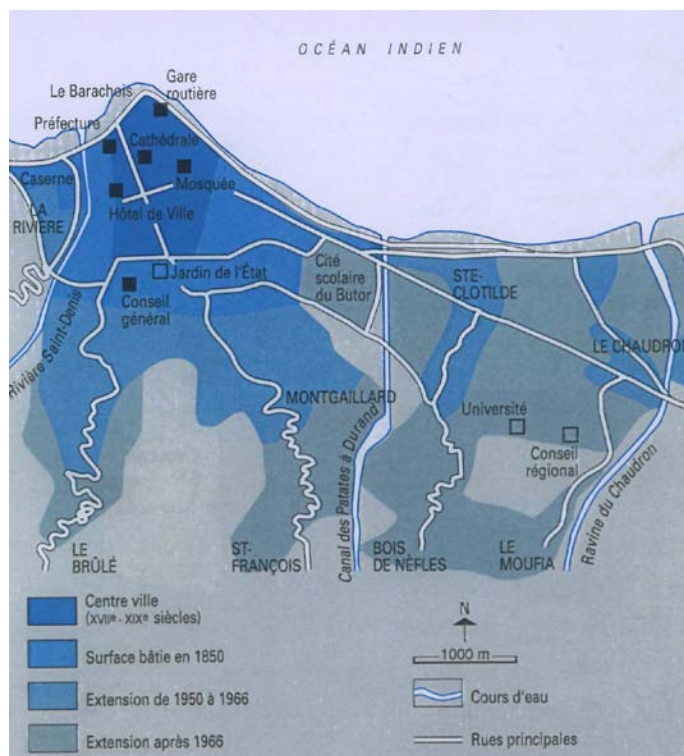 OCÉAN INDIEN
Gare
routière
Le Barachois
Préfecture
Cathédrale
Mosquée
Caserne
LA
RIVIÈRE
Hôtel de Ville
Jardin de l'État
Conseil
général
Cité
scolaire
du Butor
STE-
CLOTILDE
LE CHAUDRON
Rivière Saint-Denis
MONTGAILLARD
Université
Conseil
régional
Canal des Patates à Durand
Ravine du Chaudron
LE
BRÛLÉ
ST-
FRANÇOIS
BOIS
DE NÈFLES
LE
MOUFIA
Centre ville
(XVIIe - XIXe siècles)
Surface bâtie en 1850
Extension de 1950 à 1966
Extension après 1966
N
1000 m
Cours d'eau
Rues principales